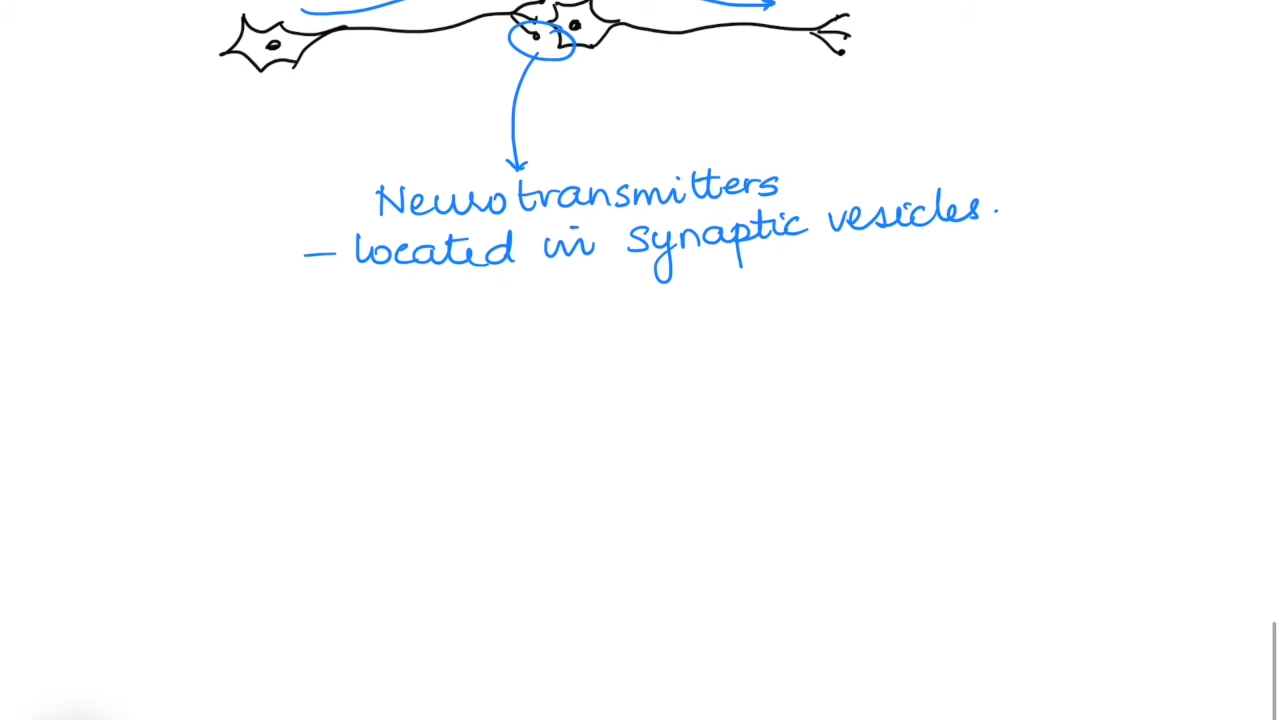 Neurotransmitters
– located in synaptic vesicles.